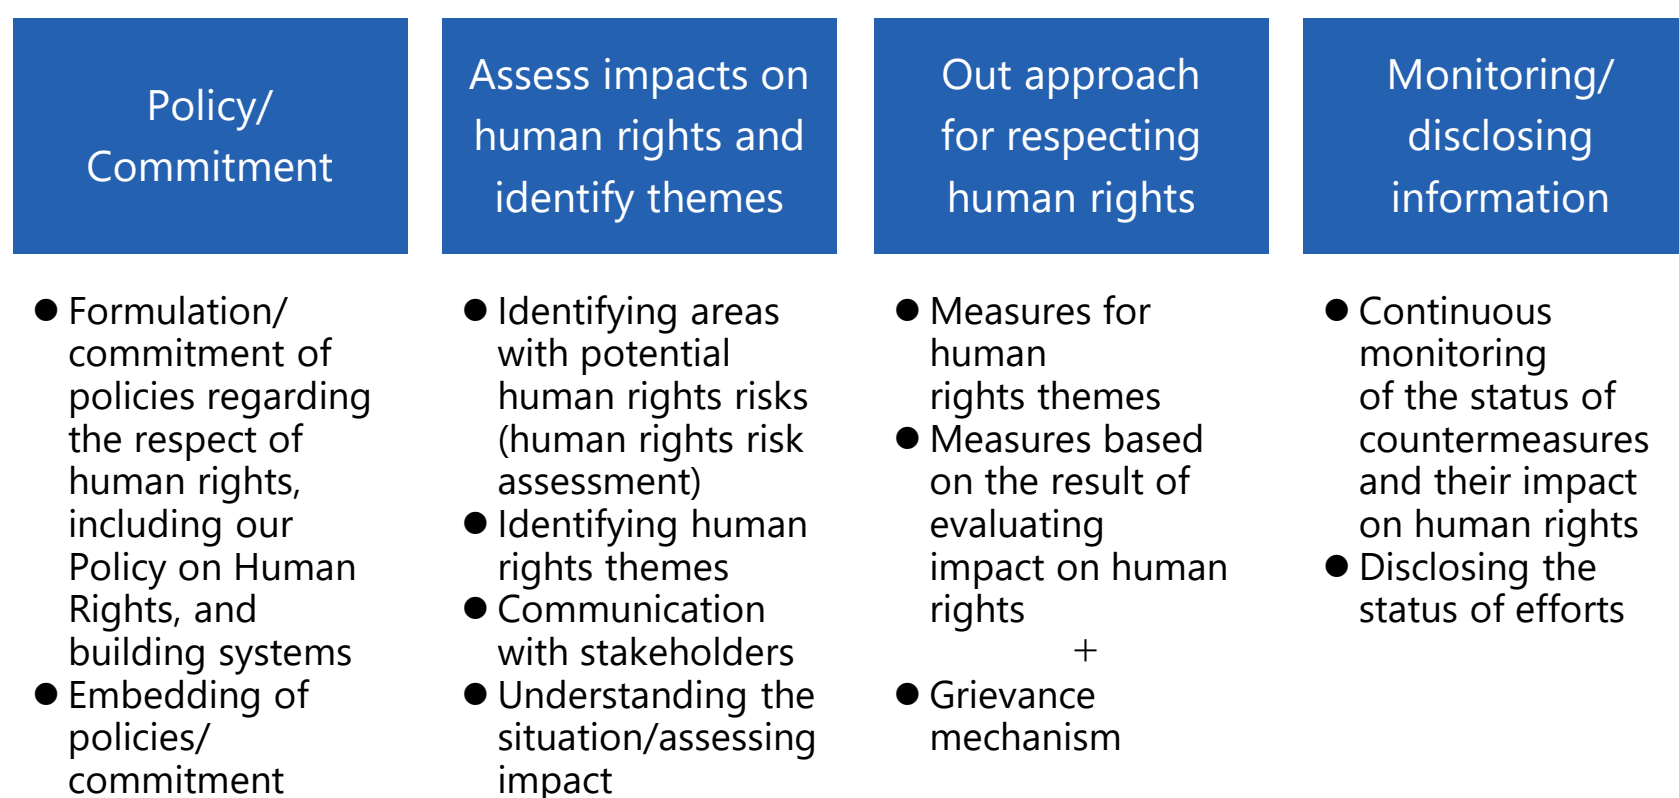 Policy/
Commitment
● Formulation/
commitment of
policies regarding
the respect of
human rights,
including our
Policy on Human
Rights, and
building systems
● Embedding of
policies/
commitment
Assess impacts on
human rights and
identify themes
● Identifying areas
with potential
human rights risks
(human rights risk
assessment)
● Identifying human
rights themes
● Communication
with stakeholders
● Understanding the
situation/assessing
impact
Out approach
for respecting
human rights
● Measures for
human
rights themes
● Measures based
on the result of
evaluating
impact on human
rights
+
● Grievance
mechanism
Monitoring/
disclosing
information
● Continuous
monitoring
of the status of
countermeasures
and their impact
on human rights
● Disclosing the
status of efforts